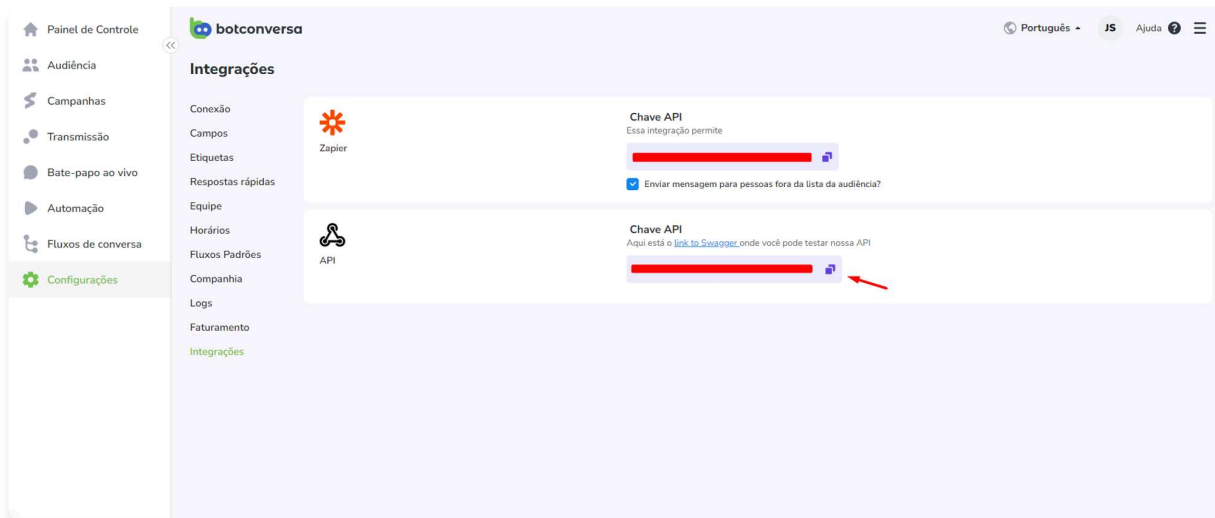 Painel de Controle
Audiência
Campanhas
Transmissão
Bate-papo ao vivo
Automação
Fluxos de conversa
Configurações
botconversa
Português
JS
Ajuda
Integrações
Conexão
Campos
Etiquetas
Respostas rápidas
Equipe
Horários
Fluxos Padrões
Companhia
Logs
Faturamento
Integrações
Zapier
Chave API
Essa integração permite
Enviar mensagem para pessoas fora da lista da audiência?
API
Chave API
Aqui está o link to Swagger onde você pode testar nossa API